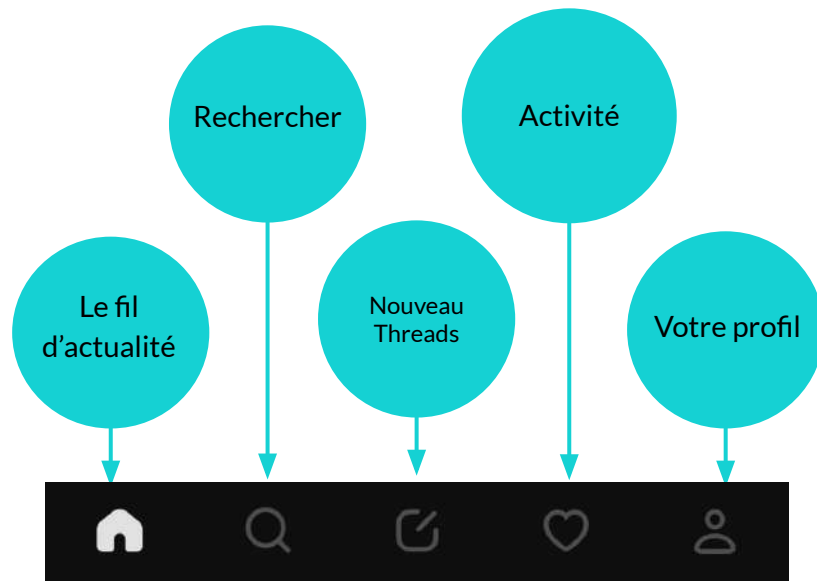 Rechercher
Activité
Le fil
d’actualité
Nouveau
Threads
Votre profil